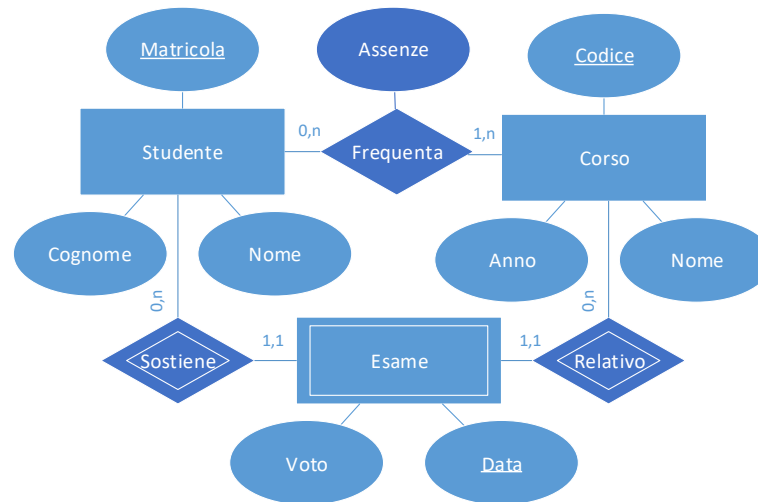 Matricola
Assenze
Codice
Studente
0,n
Frequenta
1,n
Corso
Cognome
Nome
Anno
Nome
0,n
0,n
Sostiene
1,1
Esame
1,1
Relativo
Voto
Data